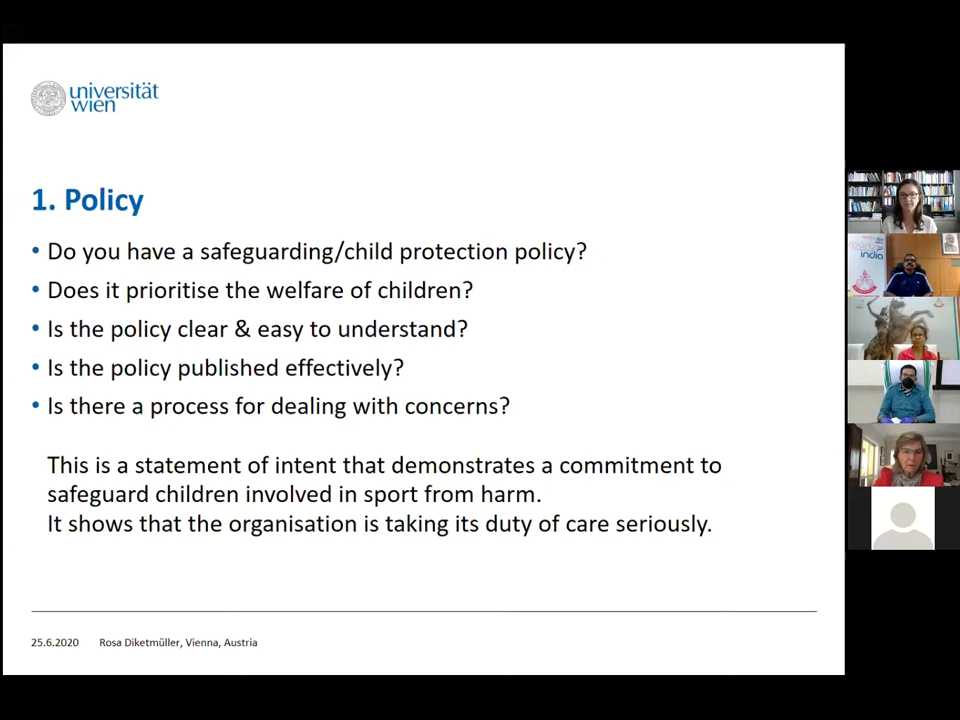 universität
wien
1. Policy
• Do you have a safeguarding/child protection policy?
• Does it prioritise the welfare of children?
• Is the policy clear & easy to understand?
• Is the policy published effectively?
• Is there a process for dealing with concerns?
This is a statement of intent that demonstrates a commitment to
safeguard children involved in sport from harm.
It shows that the organisation is taking its duty of care seriously.
25.6.2020 Rosa Diketmüller, Vienna, Austria
india